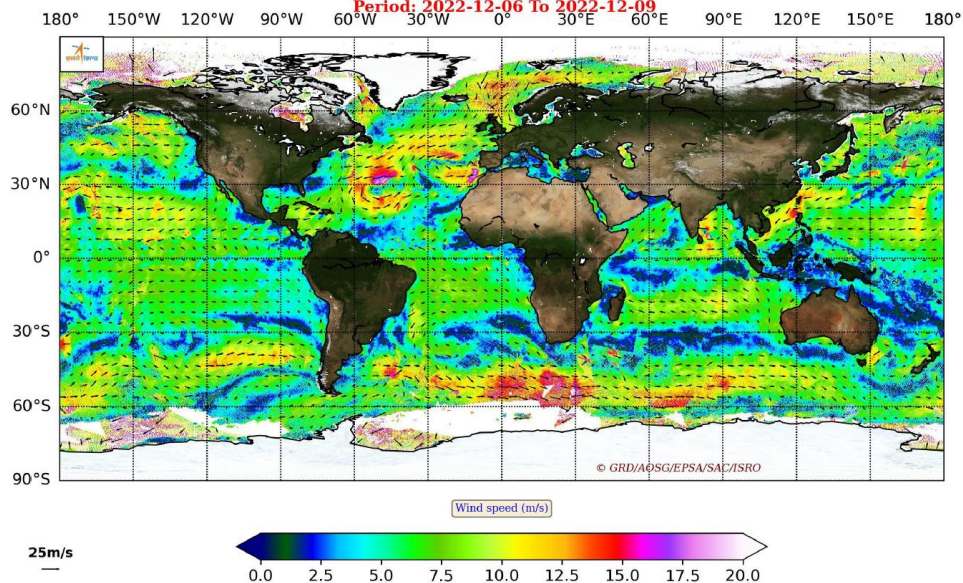 Period: 2022-12-06 To 2022-12-09
180° 150°W 120°W 90°W 60°W 30°W 0° 30°E 60°E 90°E 120°E 150°E 180°
60°N
30°N
0°
30°S
60°S
90°S
© GRD/AOSG/EPSA/SAC/ISRO
Wind speed (m/s)
25m/s
0.0 2.5 5.0 7.5 10.0 12.5 15.0 17.5 20.0